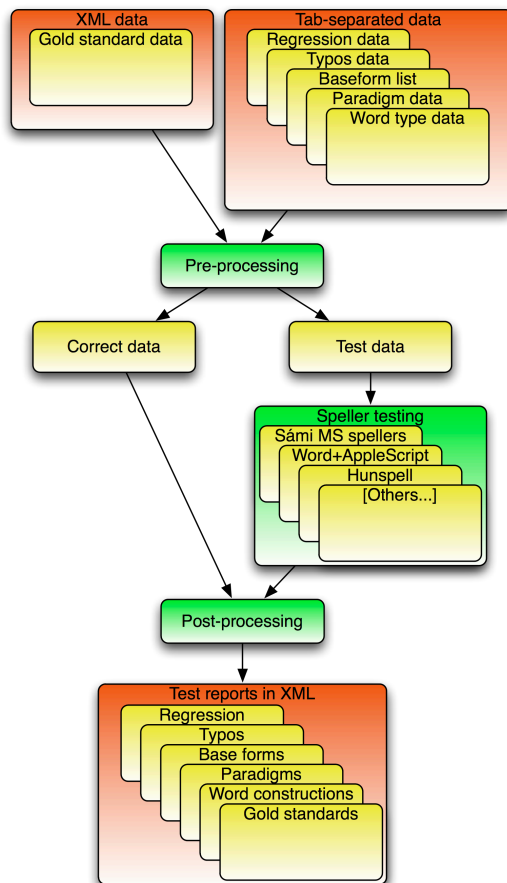 XML data
Gold standard data
Tab-separated data
Regression data
Typos data
Baseform list
Paradigm data
Word type data
Pre-processing
Correct data
Test data
Speller testing
Sámi MS spellers
Word+AppleScript
Hunspell
[Others...]
Post-processing
Test reports in XML
Regression
Typos
Base forms
Paradigms
Word constructions
Gold standards